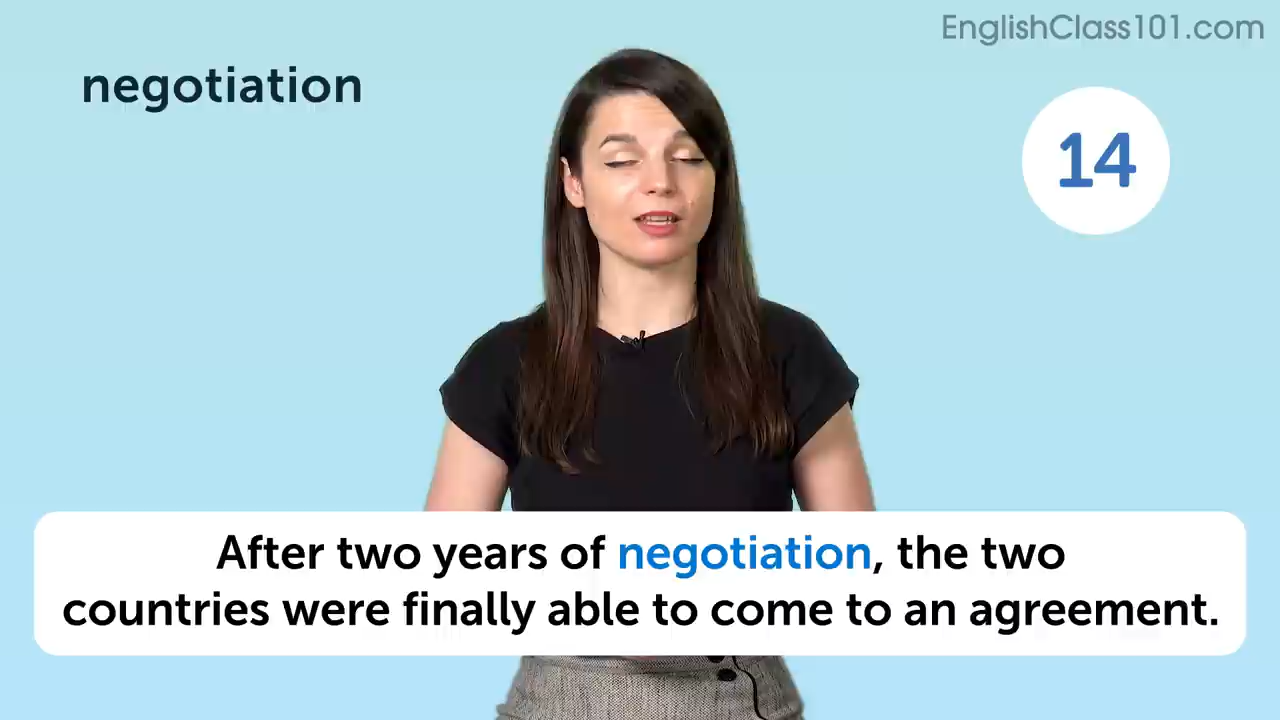 EnglishClass101.com
negotiation
14
After two years of negotiation, the two
countries were finally able to come to an agreement.